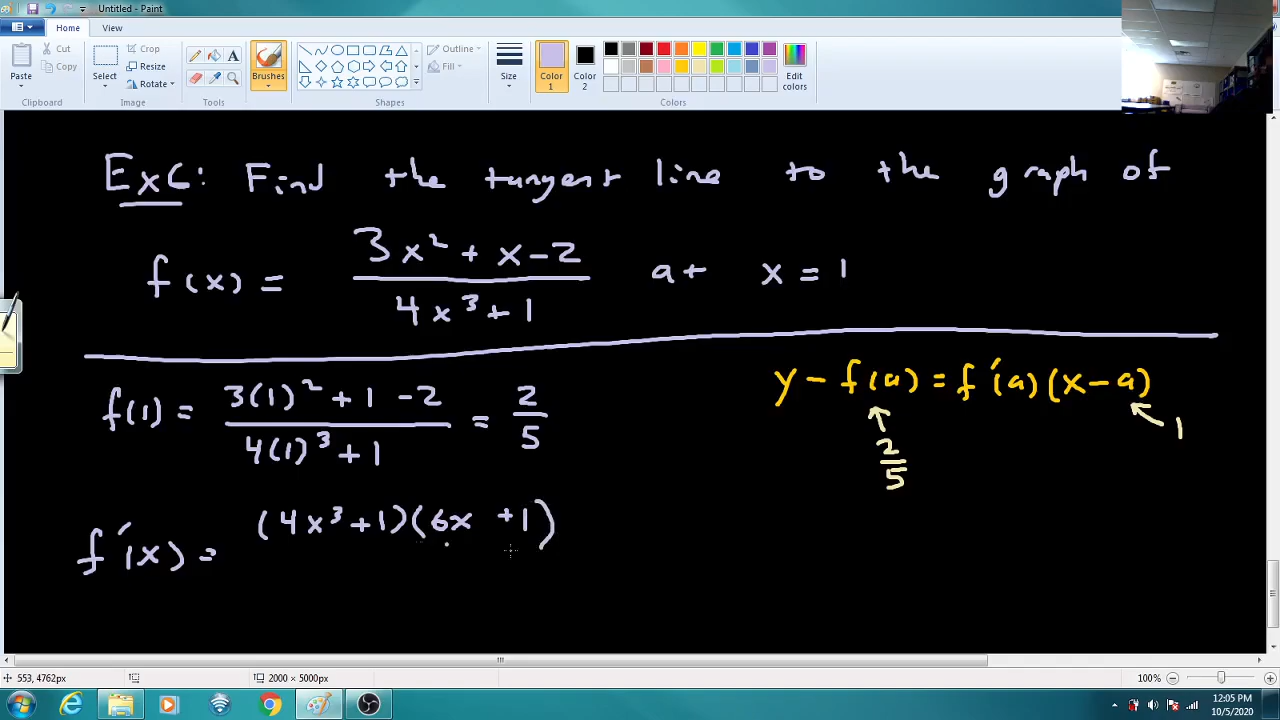 Untitled - Paint
Home View
Paste Cut Copy Clipboard
Select Crop Resize Rotate Image
Tools
Brushes
Shapes Outline Fill
Size
Color 1 Color 2 Edit colors Colors
ExC: Find the tangent line to the graph of
f(x) = (3x² + x - 2)/(4x³ + 1) at x = 1
f(1) = (3(1)² + 1 - 2)/(4(1)³ + 1) = 2/5
y - f(a) = f'(a)(x - a)
2/5
1
f'(x) = (4x³ + 1)(6x + 1)
553, 4762px
2000 × 5000px
100%
12:05 PM
10/5/2020